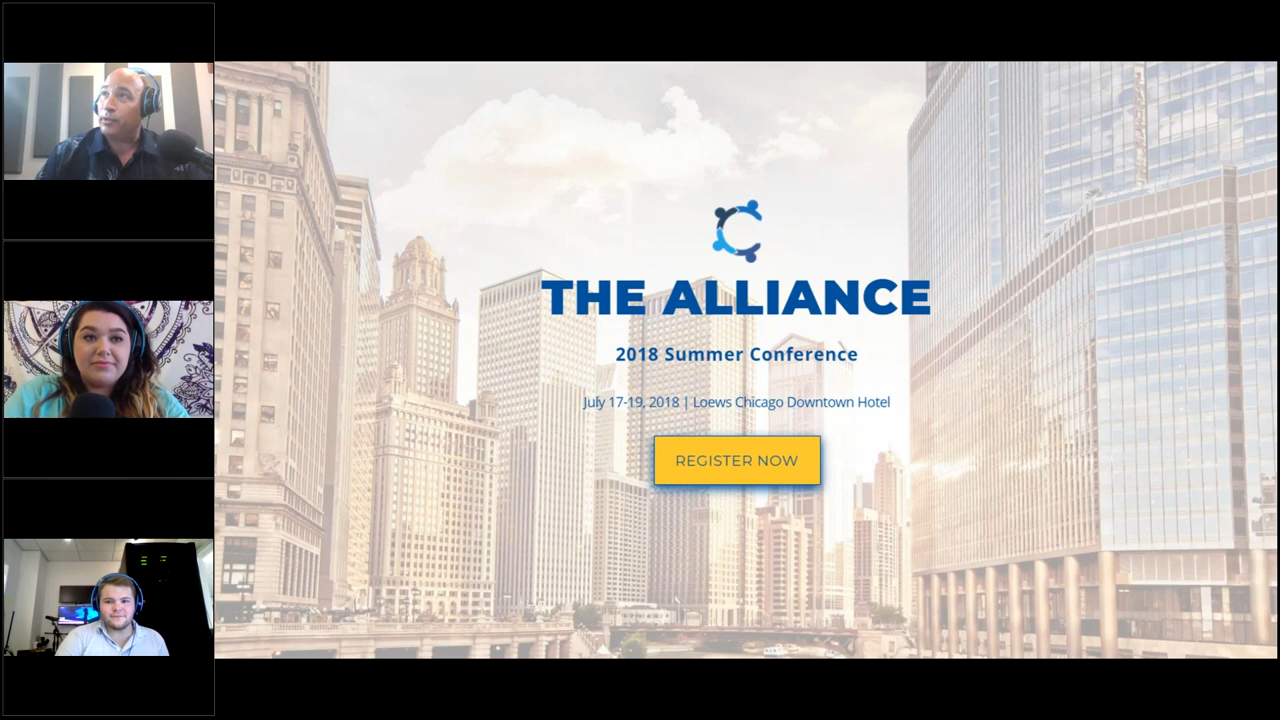 THE ALLIANCE
2018 Summer Conference
July 17-19, 2018 | Loews Chicago Downtown Hotel
REGISTER NOW